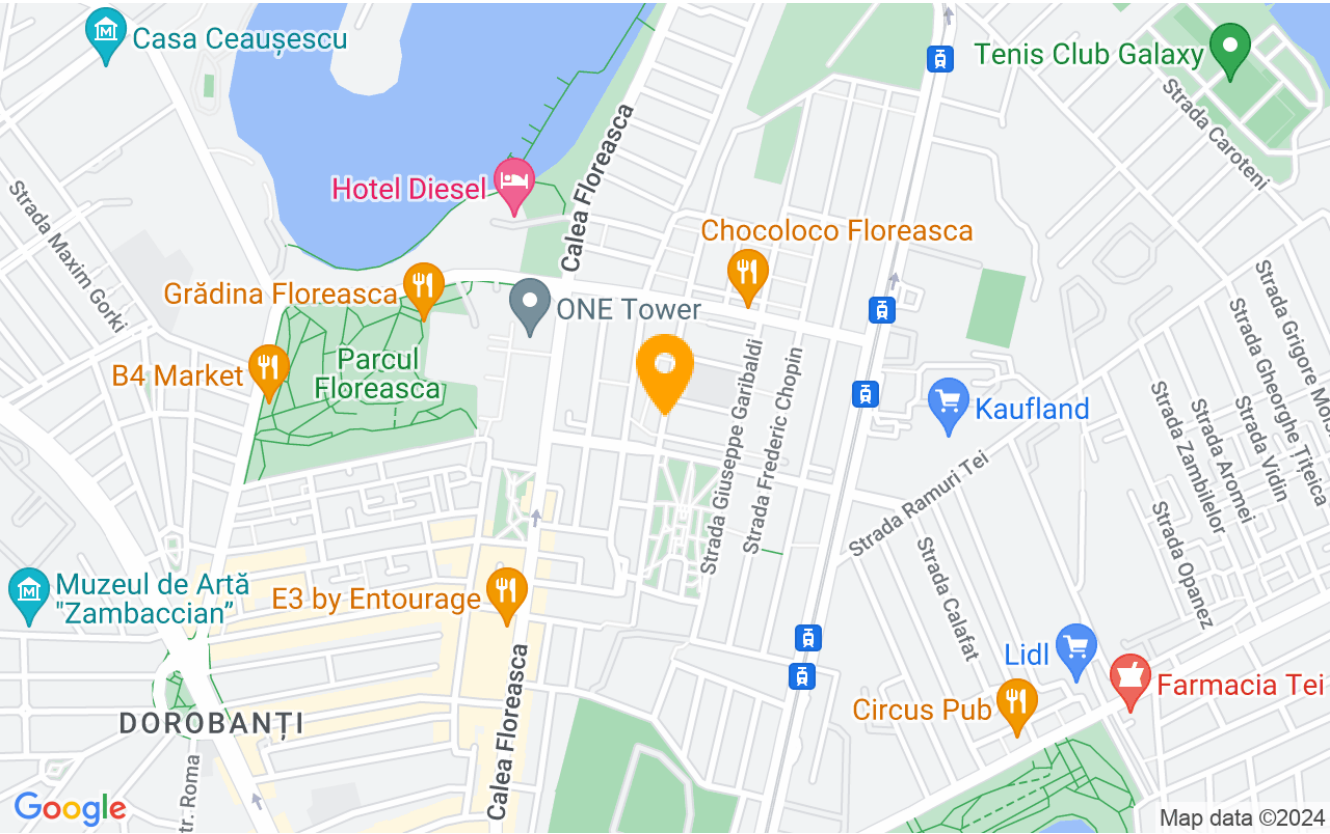 Casa Ceaușescu
Tenis Club Galaxy
Strada Caroteni
Calea Floreasca
Hotel Diesel
Strada Maxim Gorki
Chocoloco Floreasca
Grădina Floreasca
ONE Tower
Strada Grigore Mois
Strada Gheorghe Țițeica
Parcul
Floreasca
B4 Market
Strada Giuseppe Garibaldi
Strada Frederic Chopin
Kaufland
Strada Zambilelor
Strada Aromei
Strada Vidin
Strada Ramuri Tei
Strada Opanez
Strada Calafat
Muzeul de Artă
"Zambaccian”
E3 by Entourage
Lidl
Farmacia Tei
Circus Pub
DOROBANȚI
Calea Floreasca
tr. Roma
Google
Map data ©2024